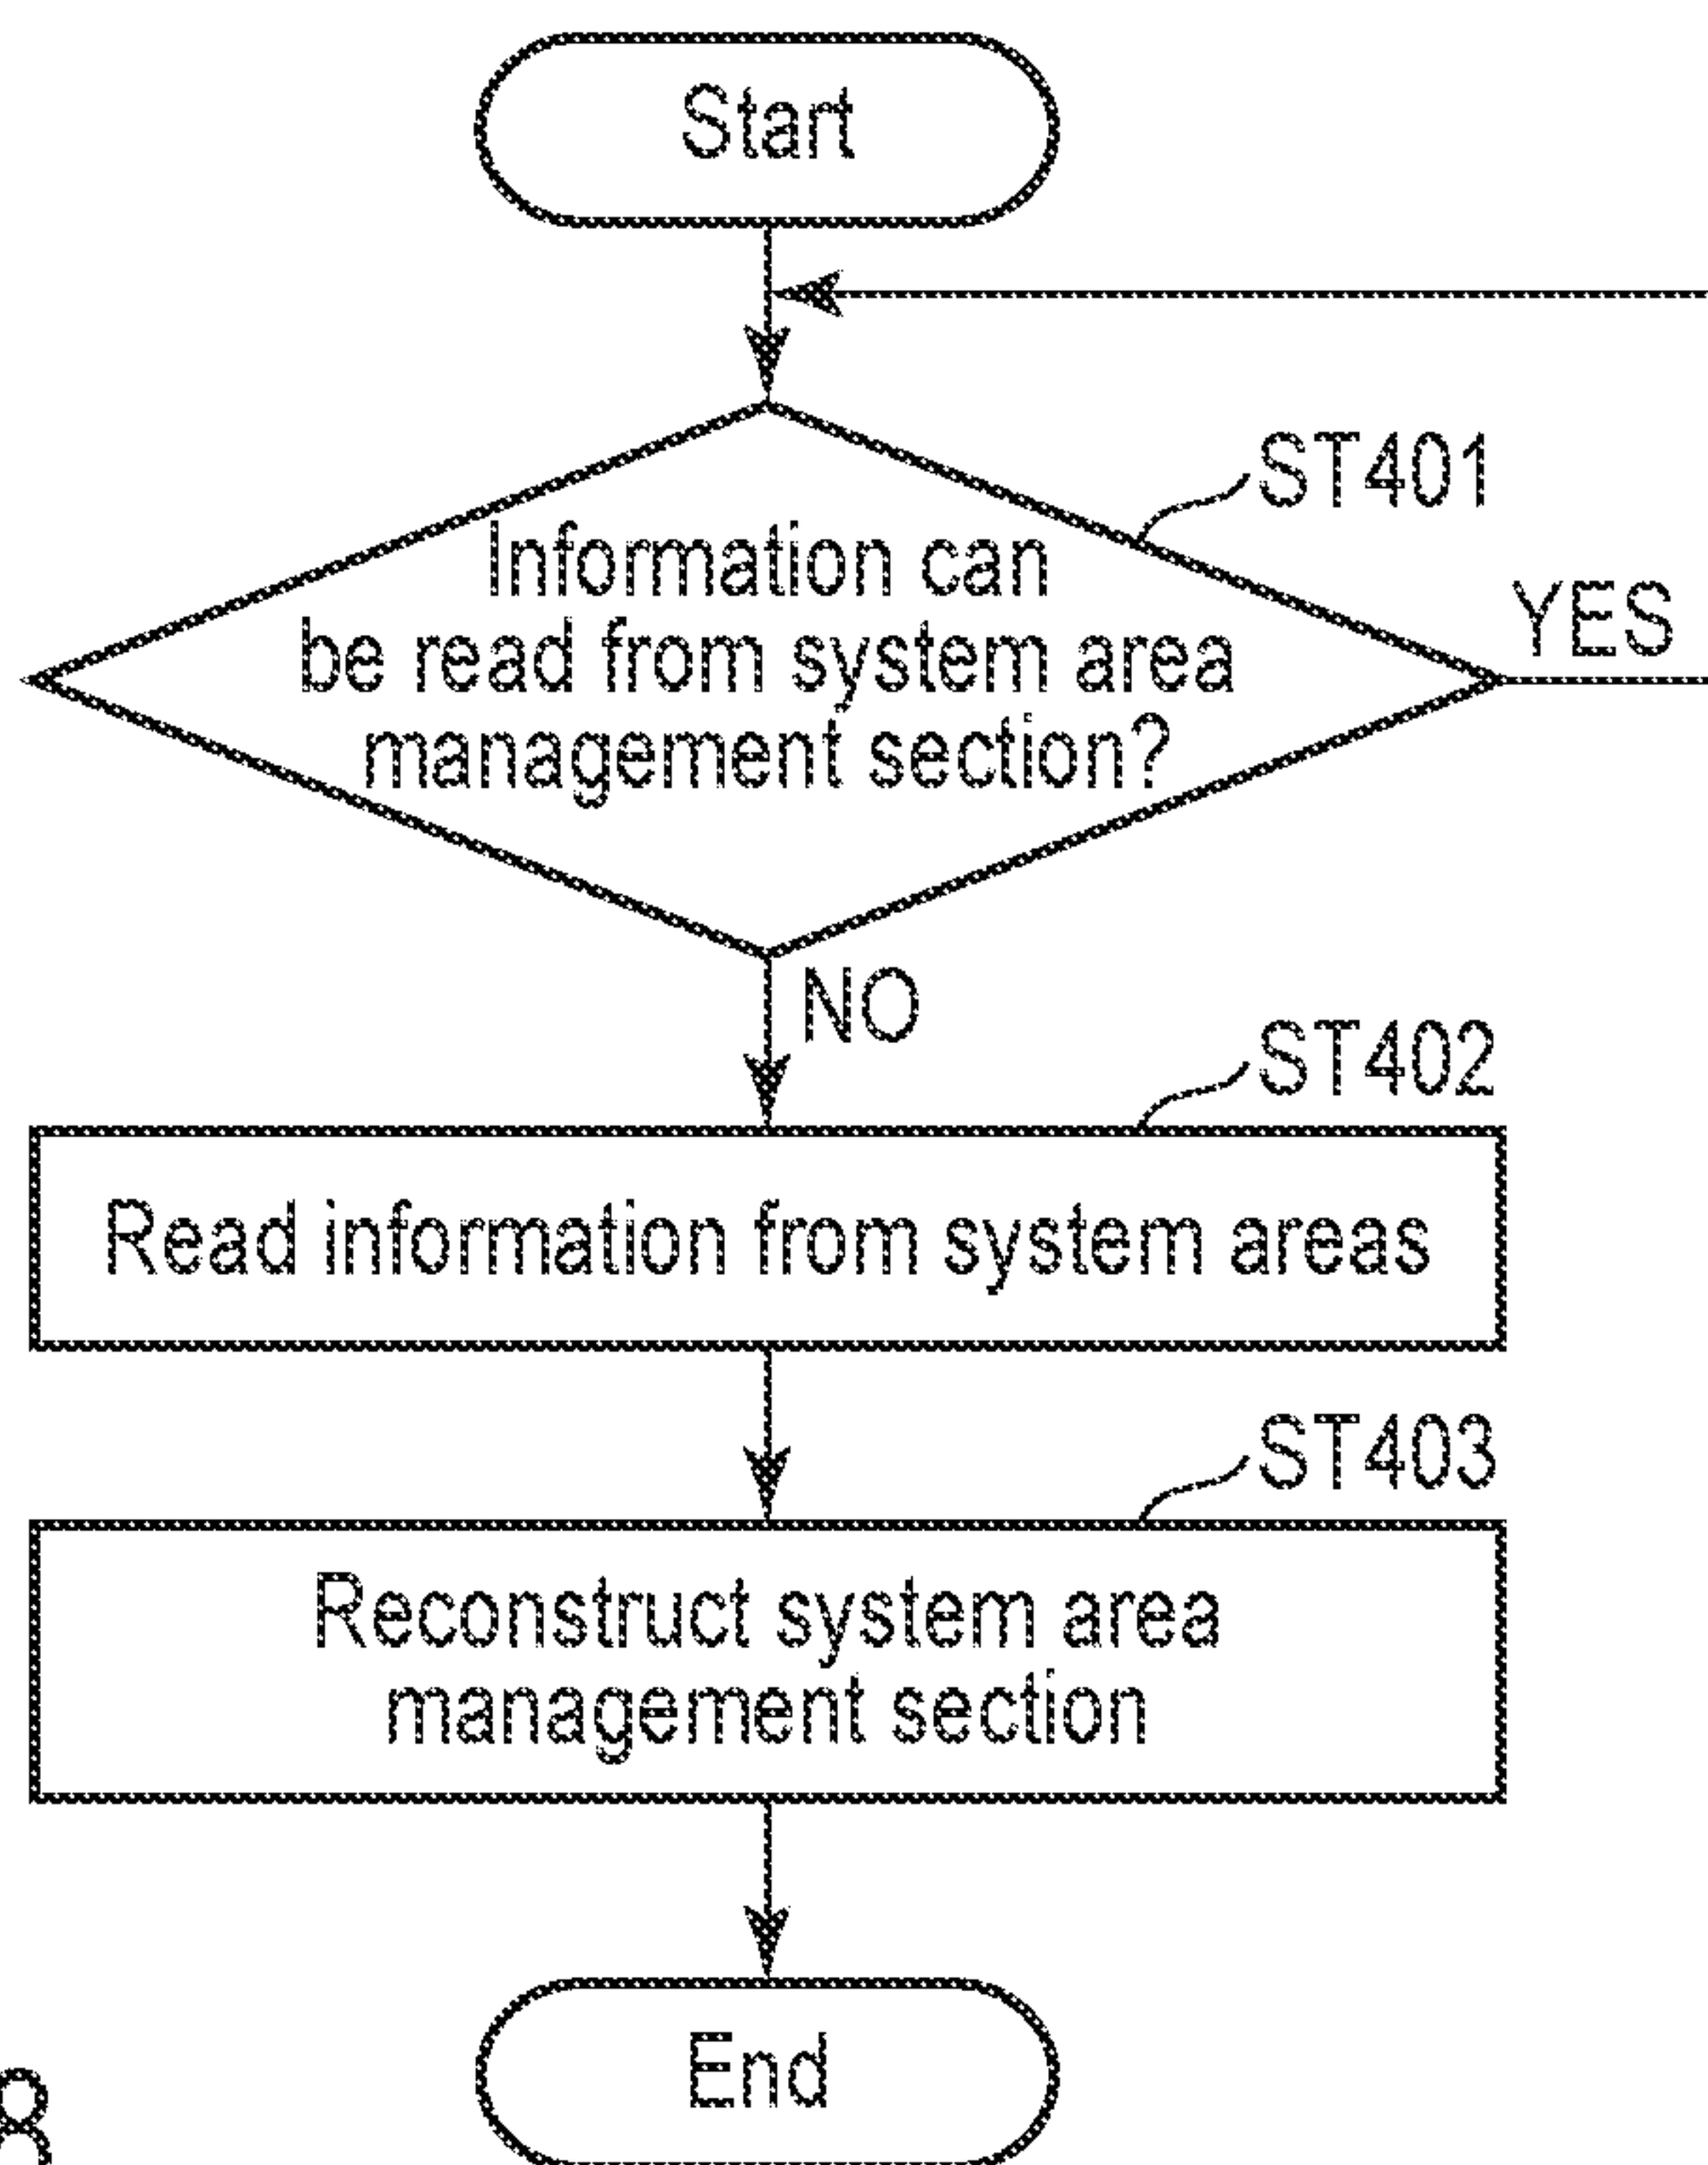 Start
ST401
Information can
be read from system area
management section?
YES
NO
ST402
Read information from system areas
ST403
Reconstruct system area
management section
End
8